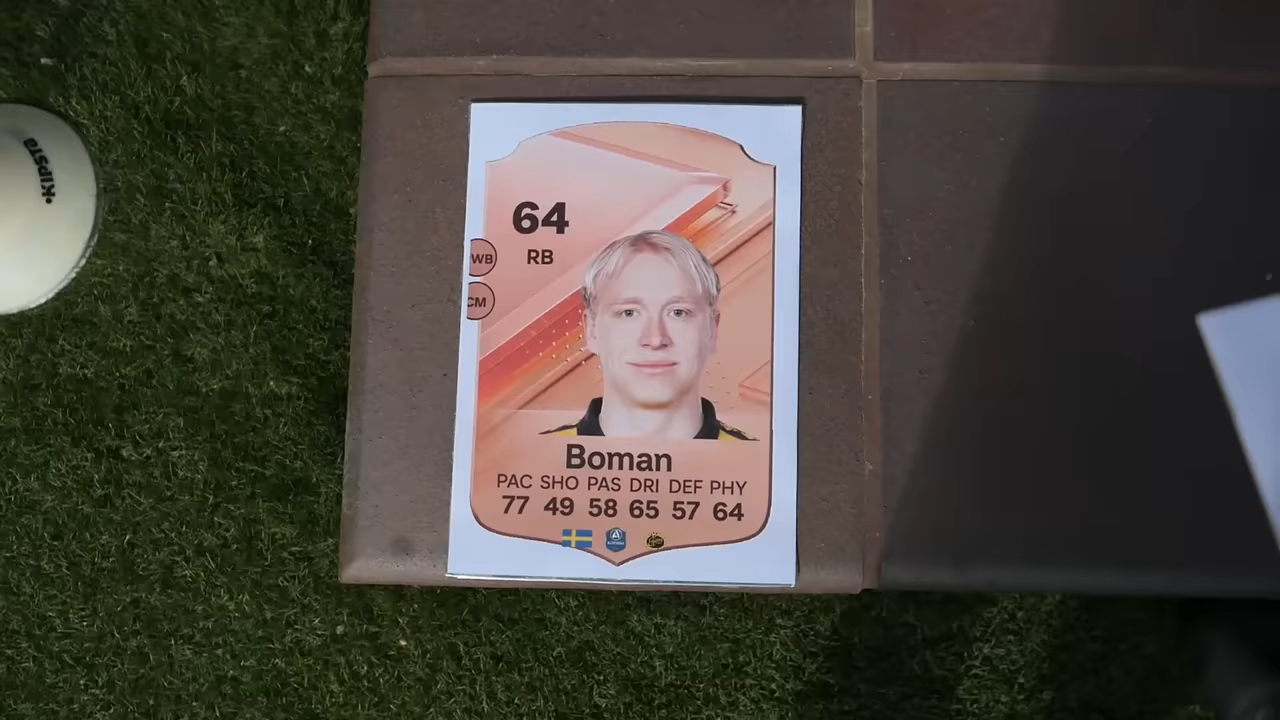 KIPSTA
64
WB
RB
CM
Boman
PAC SHO PAS DRI DEF PHY
77 49 58 65 57 64